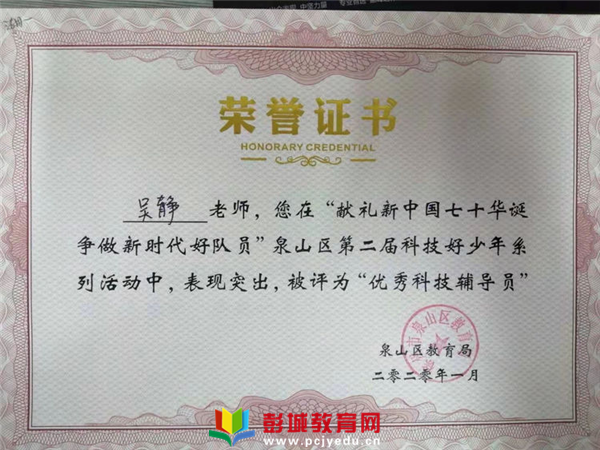 荣誉证书
HONORARY CREDENTIAL
吴静 老师，您在“献礼新中国七十华诞
争做新时代好队员”泉山区第二届科技好少年系
列活动中，表现突出，被评为“优秀科技辅导员”
泉山区教育局
二零二零年一月
彭城教育网
www.pcjyedu.cn